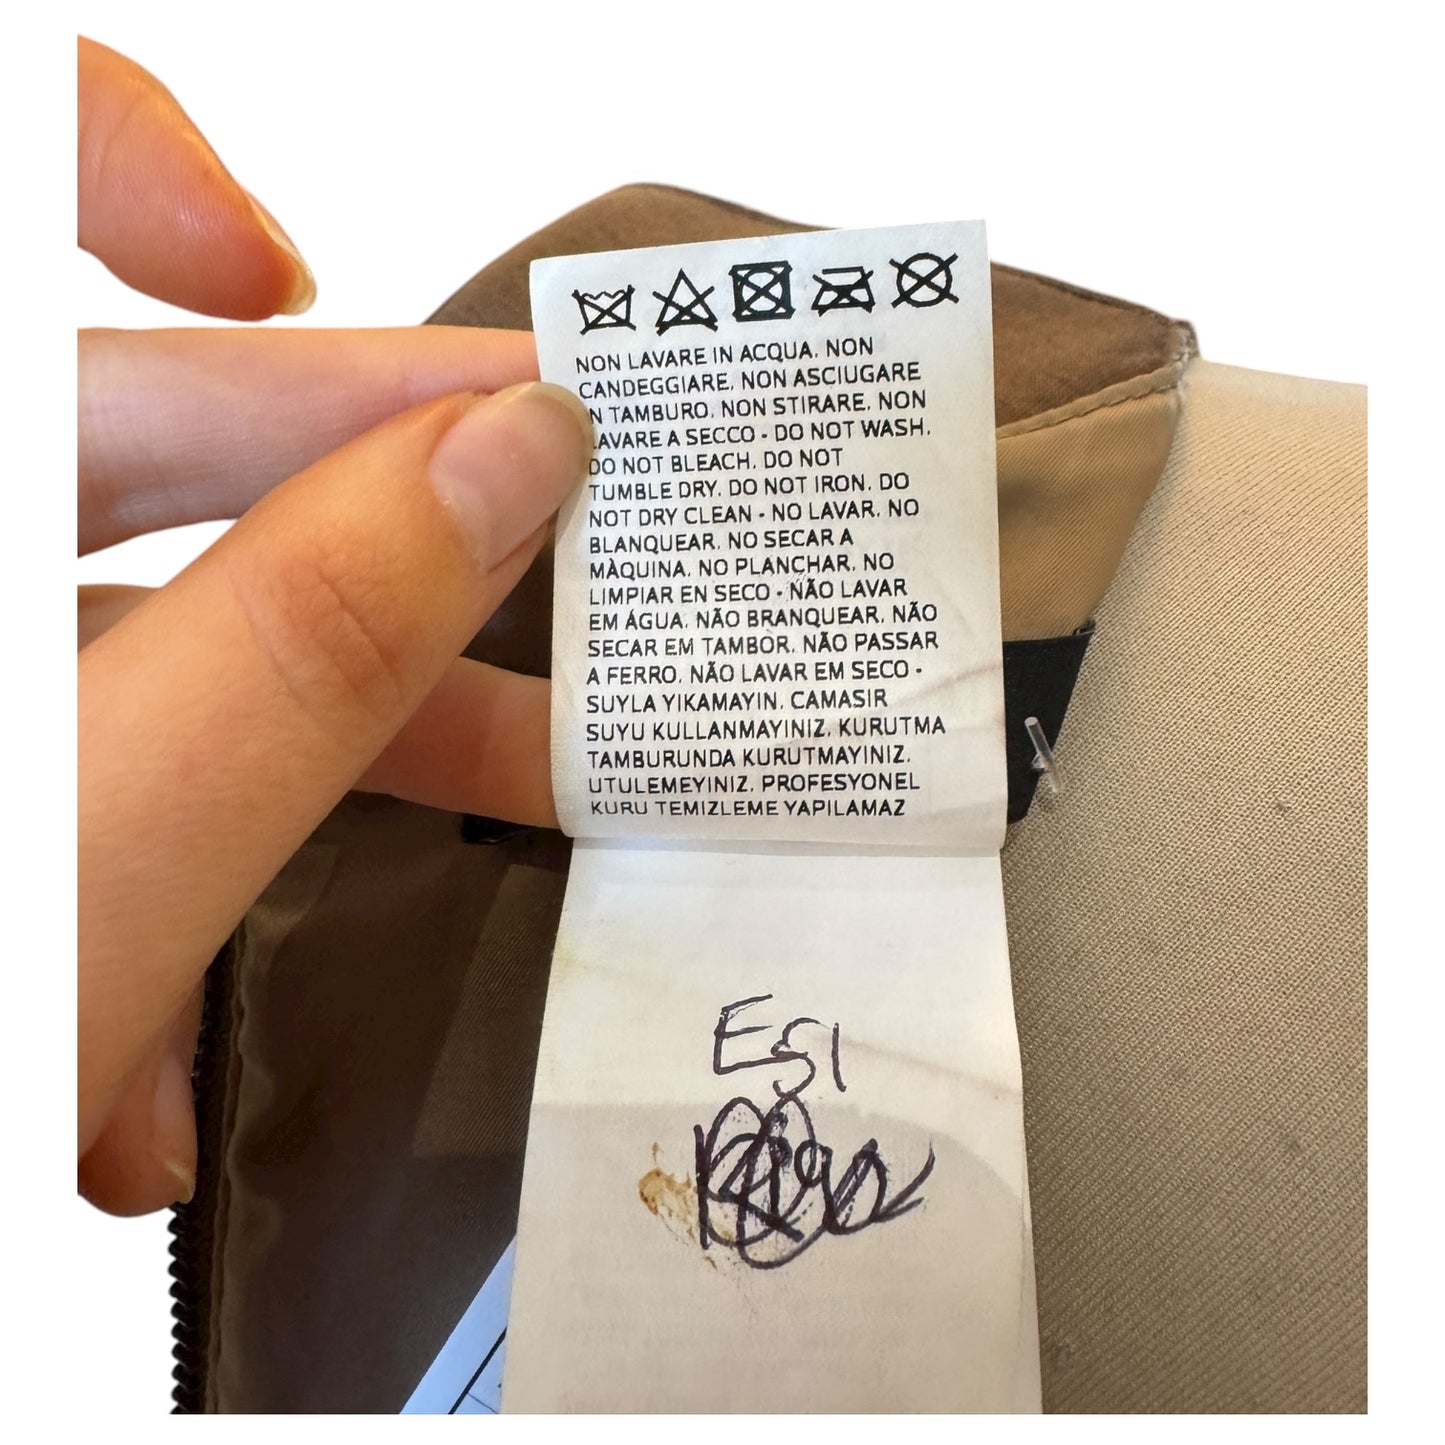 NON LAVARE IN ACQUA. NON
CANDEGGIARE. NON ASCIUGARE
N TAMBURO. NON STIRARE. NON
LAVARE A SECCO - DO NOT WASH.
DO NOT BLEACH. DO NOT
TUMBLE DRY. DO NOT IRON. DO
NOT DRY CLEAN - NO LAVAR. NO
BLANQUEAR. NO SECAR A
MÀQUINA. NO PLANCHAR. NO
LIMPIAR EN SECO - NÃO LAVAR
EM ÁGUA. NÃO BRANQUEAR. NÃO
SECAR EM TAMBOR. NÃO PASSAR
A FERRO. NÃO LAVAR EM SECO -
SUYLA YIKAMAYIN. CAMASIR
SUYU KULLANMAYINIZ. KURUTMA
TAMBURUNDA KURUTMAYINIZ.
UTULEMEYINIZ. PROFESYONEL
KURU TEMIZLEME YAPILAMAZ